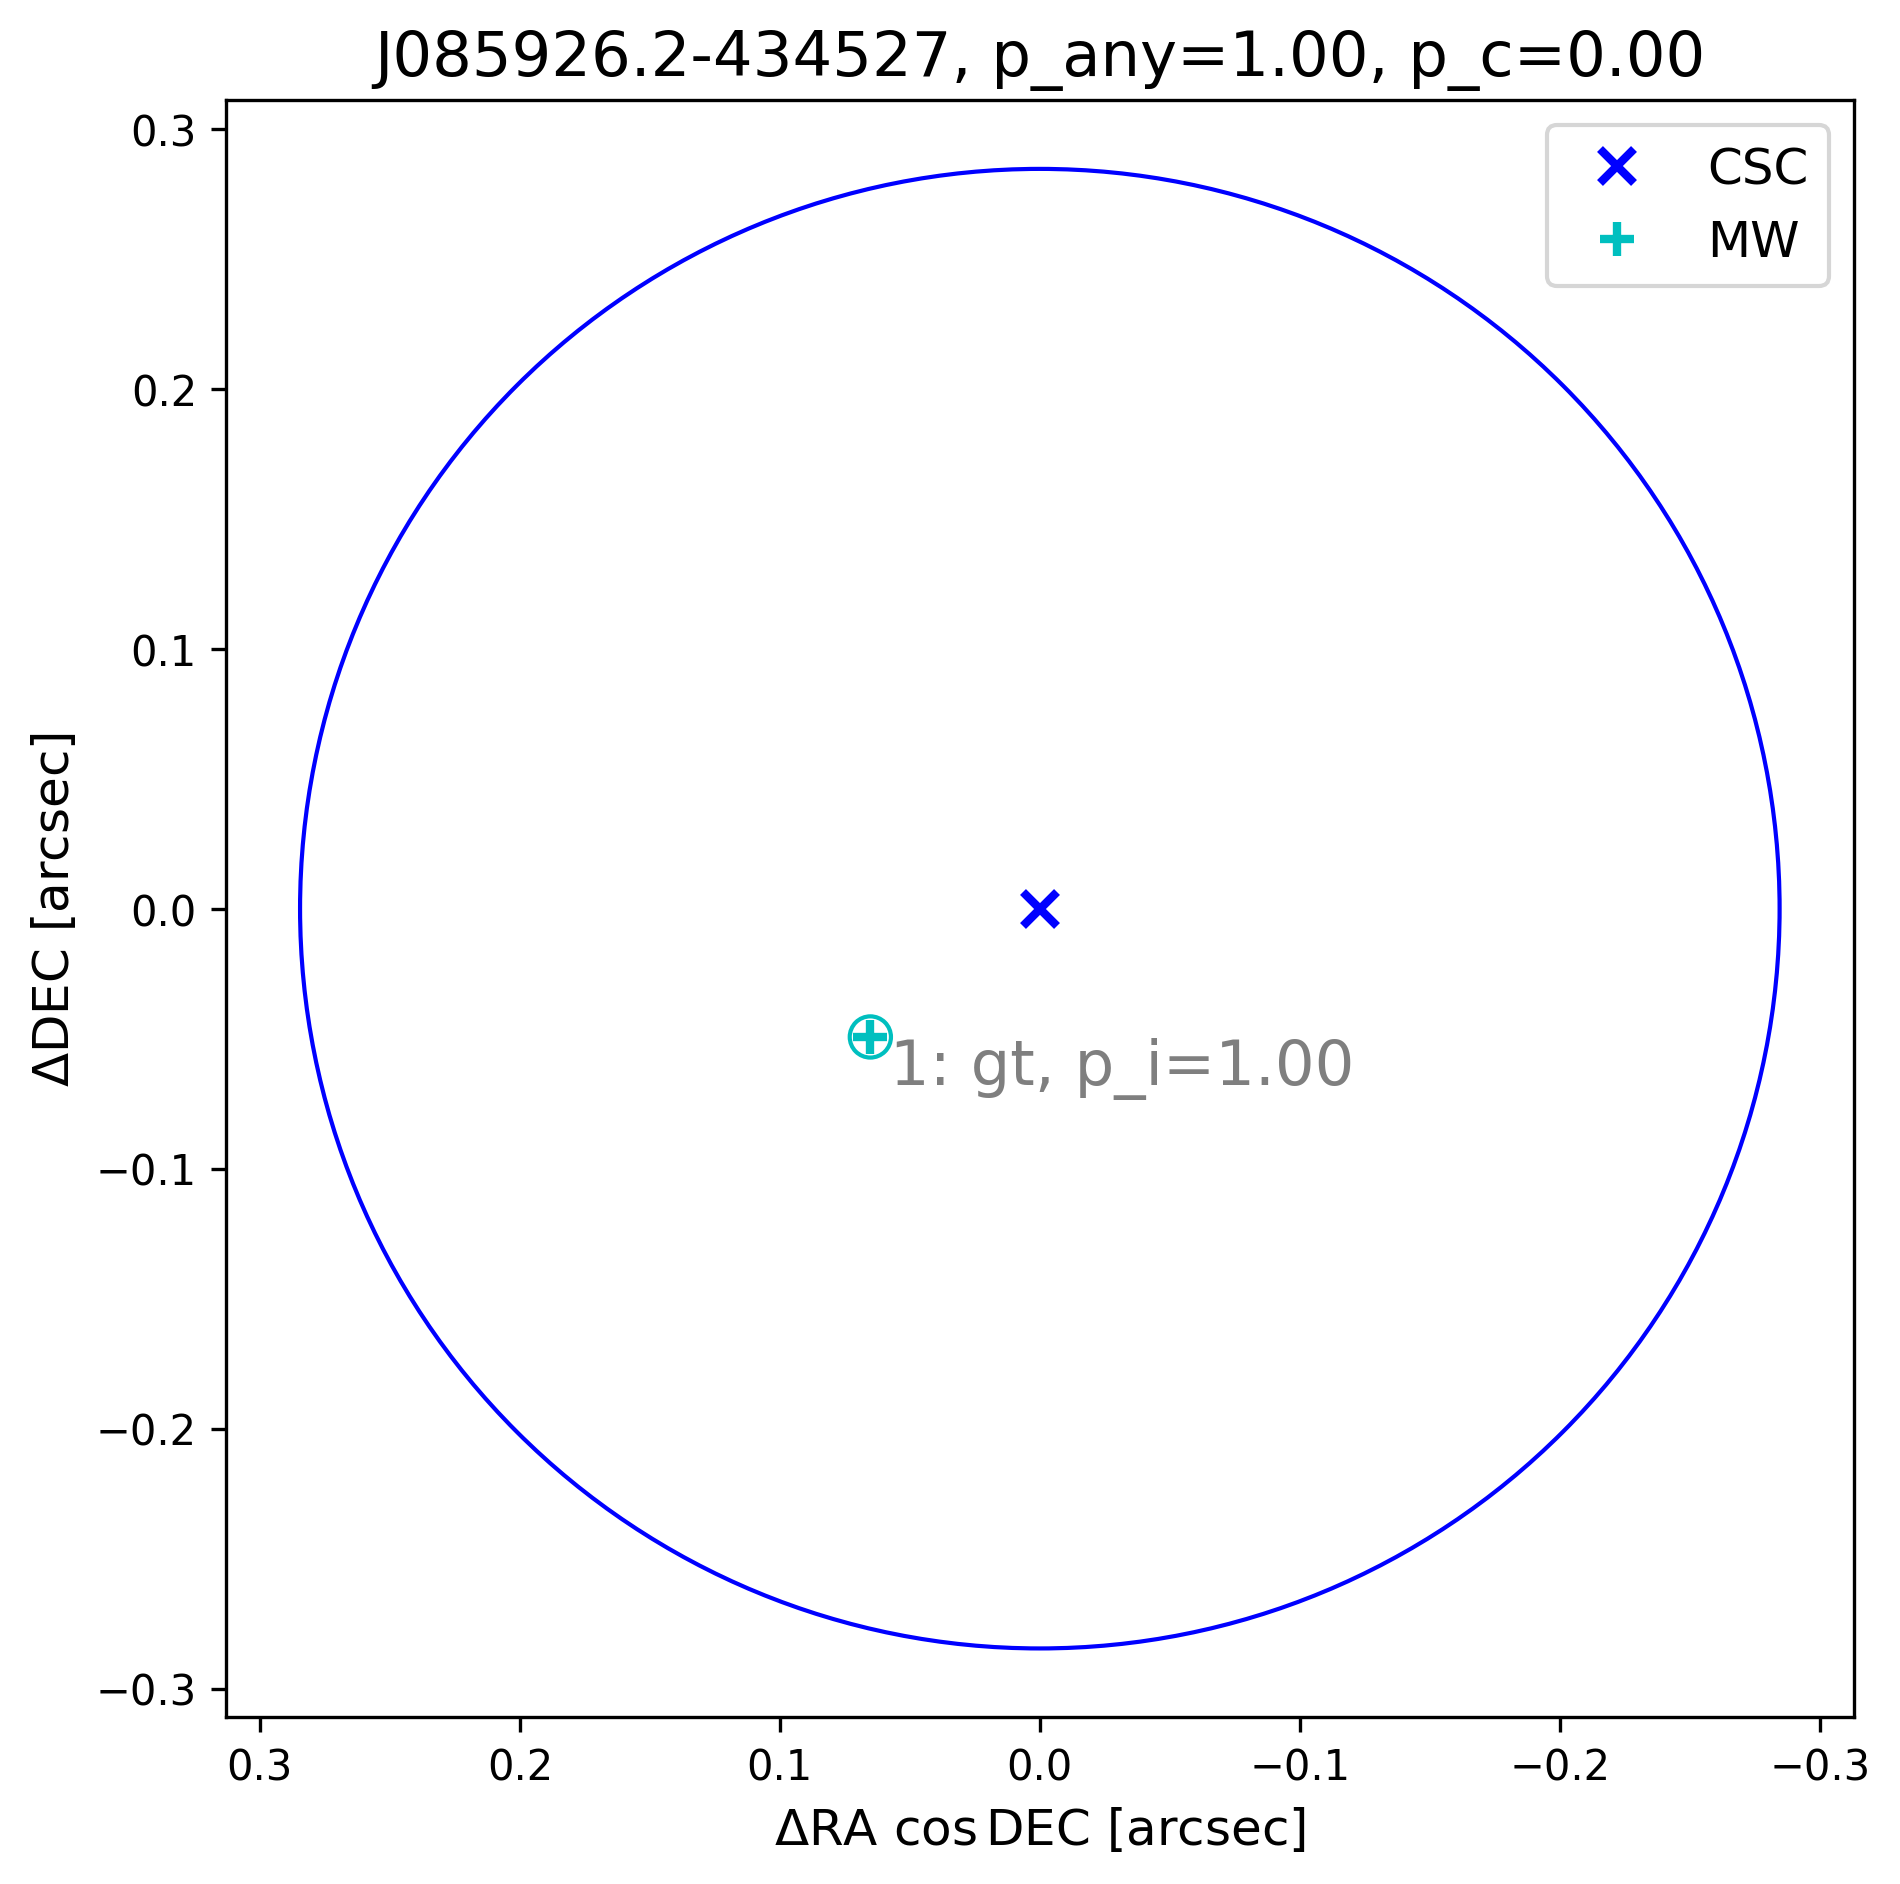 J085926.2-434527, p_any=1.00, p_c=0.00
CSC
MW
0.3
0.2
0.1
0.0
−0.1
−0.2
−0.3
ΔDEC [arcsec]
1: gt, p_i=1.00
0.3
0.2
0.1
0.0
−0.1
−0.2
−0.3
ΔRA cos DEC [arcsec]